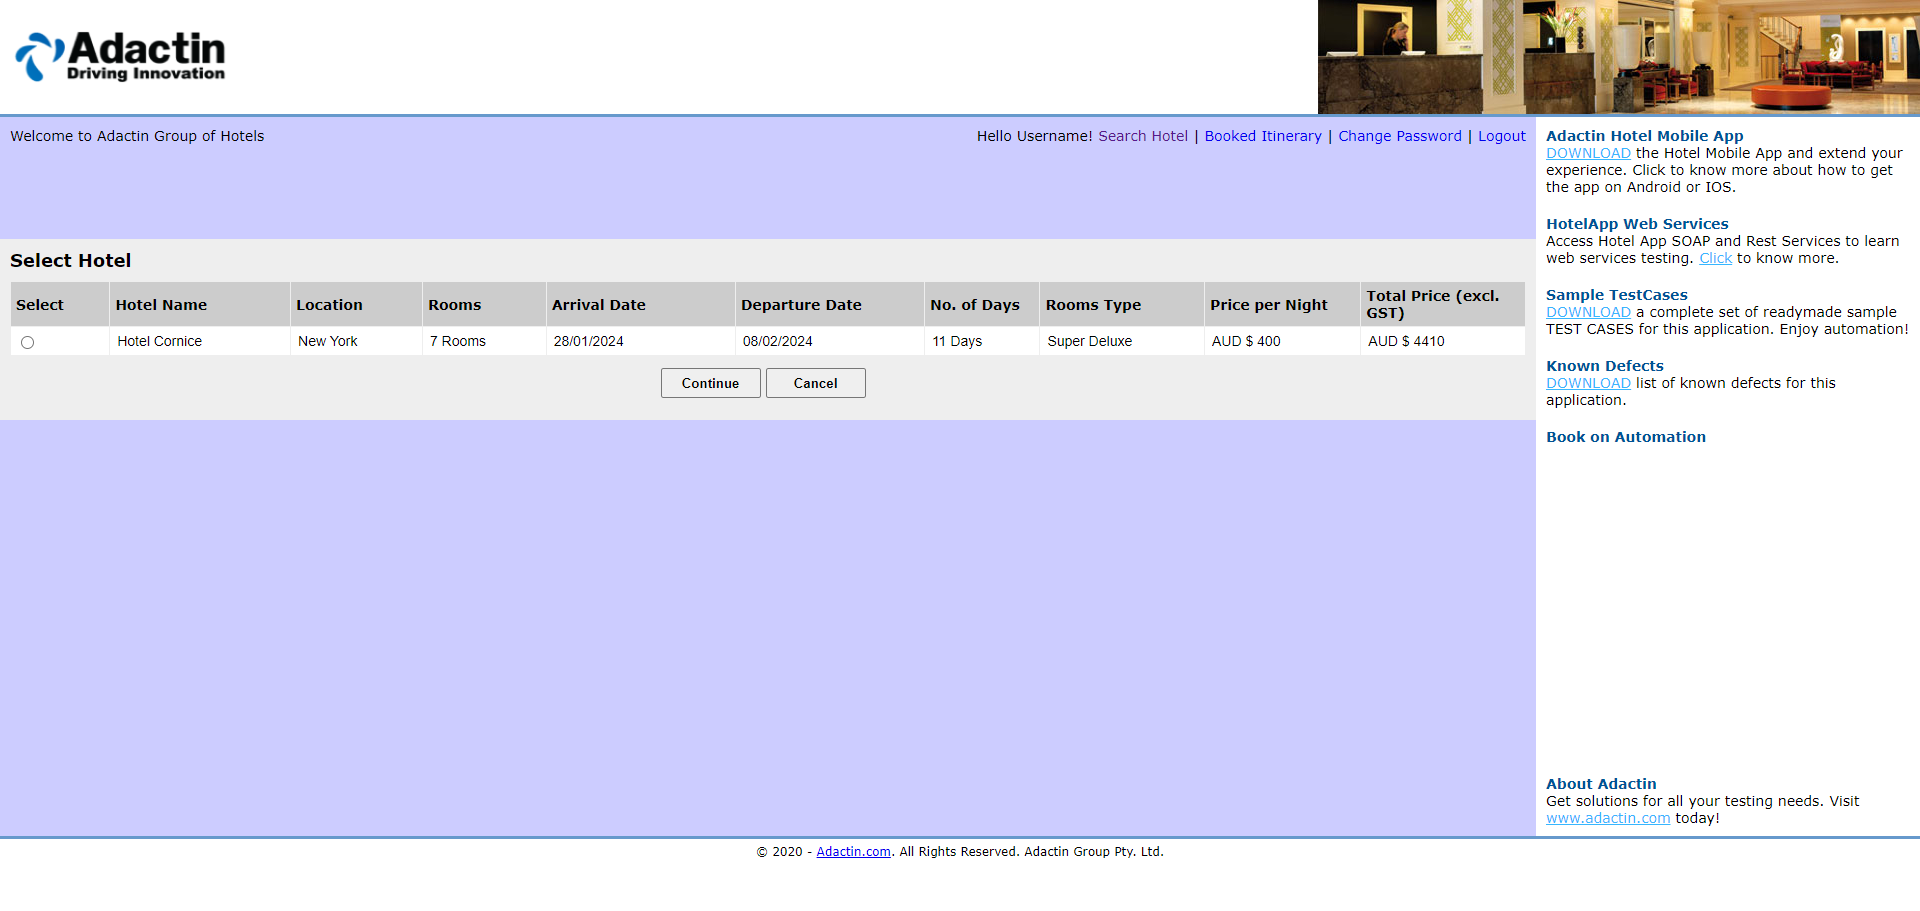 Adactin
Driving Innovation
Welcome to Adactin Group of Hotels
Hello Username! Search Hotel | Booked Itinerary | Change Password | Logout
Select Hotel
Select Hotel Name Location Rooms Arrival Date Departure Date No. of Days Rooms Type Price per Night Total Price (excl. GST)
Hotel Cornice New York 7 Rooms 28/01/2024 08/02/2024 11 Days Super Deluxe AUD $ 400 AUD $ 4410
Continue Cancel
Adactin Hotel Mobile App
DOWNLOAD the Hotel Mobile App and extend your
experience. Click to know more about how to get
the app on Android or IOS.
HotelApp Web Services
Access Hotel App SOAP and Rest Services to learn
web services testing. Click to know more.
Sample TestCases
DOWNLOAD a complete set of readymade sample
TEST CASES for this application. Enjoy automation!
Known Defects
DOWNLOAD list of known defects for this
application.
Book on Automation
About Adactin
Get solutions for all your testing needs. Visit
www.adactin.com today!
© 2020 - Adactin.com. All Rights Reserved. Adactin Group Pty. Ltd.